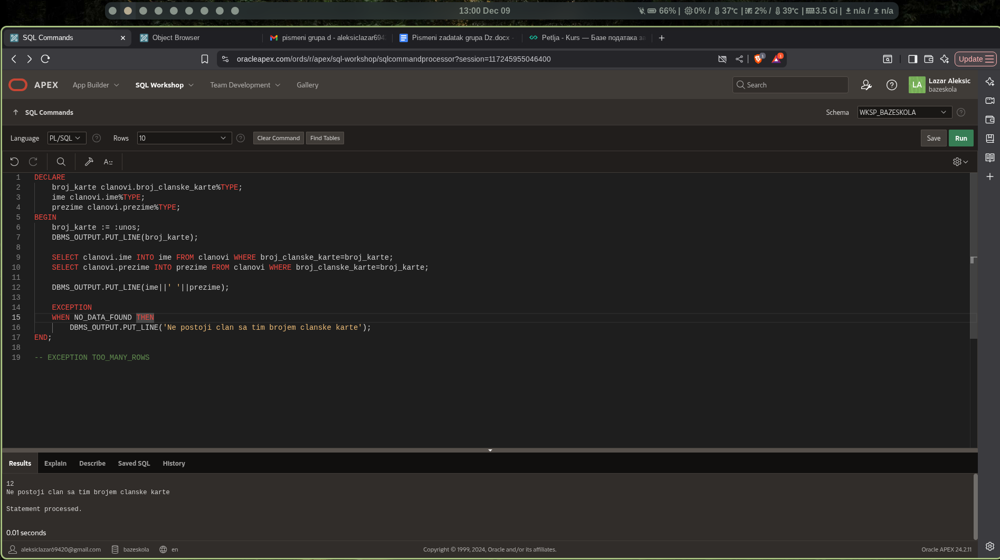 13:00 Dec 09
66% | 0% / 37℃ | 2% / 39℃ | 3.5 Gi | n/a / n/a
SQL Commands
Object Browser
pismeni grupa d - aleksiclazar694
Pismeni zadatak grupa Dz.docx -
Petlja - Kurs — Базе података за
oracleapex.com/ords/r/apex/sql-workshop/sqlcommandprocessor?session=117245955046400
1
1
Update
APEX
App Builder
SQL Workshop
Team Development
Gallery
Search
LA
Lazar Aleksic
bazeskola
SQL Commands
Schema
WKSP_BAZESKOLA
Language
PL/SQL
Rows
10
Clear Command
Find Tables
Save
Run
1 DECLARE
2 broj_karte clanovi.broj_clanske_karte%TYPE;
3 ime clanovi.ime%TYPE;
4 prezime clanovi.prezime%TYPE;
5 BEGIN
6 broj_karte := :unos;
7 DBMS_OUTPUT.PUT_LINE(broj_karte);
8
9 SELECT clanovi.ime INTO ime FROM clanovi WHERE broj_clanske_karte=broj_karte;
10 SELECT clanovi.prezime INTO prezime FROM clanovi WHERE broj_clanske_karte=broj_karte;
11
12 DBMS_OUTPUT.PUT_LINE(ime||' '||prezime);
13
14 EXCEPTION
15 WHEN NO_DATA_FOUND THEN
16 DBMS_OUTPUT.PUT_LINE('Ne postoji clan sa tim brojem clanske karte');
17 END;
18
19 -- EXCEPTION TOO_MANY_ROWS
Results
Explain
Describe
Saved SQL
History
12
Ne postoji clan sa tim brojem clanske karte
Statement processed.
0.01 seconds
aleksiclazar69420@gmail.com
bazeskola
en
Copyright © 1999, 2024, Oracle and/or its affiliates.
Oracle APEX 24.2.11